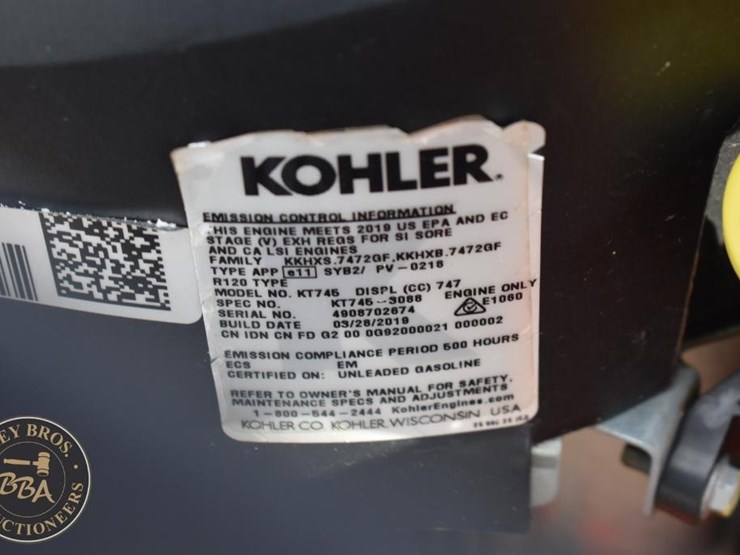 KOHLER.
EMISSION CONTROL INFORMATION
HIS ENGINE MEETS 2019 US EPA AND EC
STAGE (V) EXH REGS FOR SI SORE
AND CA LSI ENGINES
FAMILY KKHXS.7472GF,KKHXB.7472GF
TYPE APP e11 SYB2/ PV-0218
R120 TYPE
MODEL NO. KT745 DISPL (CC) 747
SPEC NO. KT745-3088 ENGINE ONLY
SERIAL NO. 4908702674 E1060
BUILD DATE 03/28/2019
CN IDN CN FD G2 00 0G92000021 000002
EMISSION COMPLIANCE PERIOD 500 HOURS
ECS EM
CERTIFIED ON: UNLEADED GASOLINE
REFER TO OWNER'S MANUAL FOR SAFETY,
MAINTENANCE SPECS AND ADJUSTMENTS
1-800-544-2444 KohlerEngines.com
KOHLER CO. KOHLER, WISCONSIN USA
EY BROS.
BBA
CTIONEERS